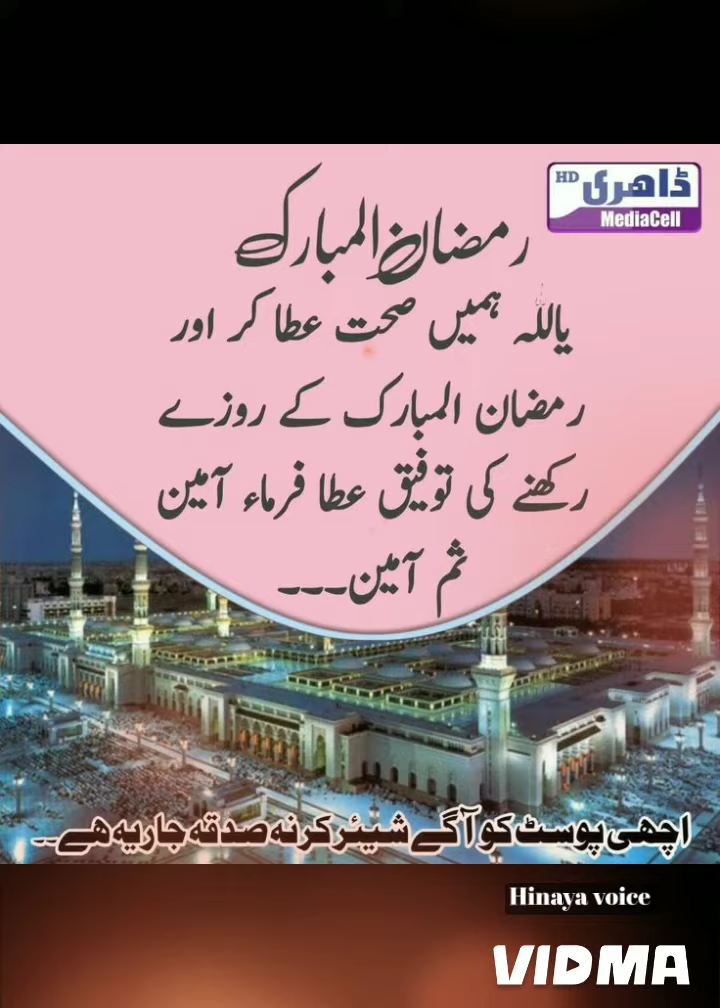 ڈاھری HD
MediaCell
رمضان المبارک
یاللہ ہمیں صحت عطا کر اور
رمضان المبارک کے روزے
رکھنے کی توفیق عطا فرماء آمین
ثم آمین۔۔۔
اچھی پوسٹ کو آگے شیئر کرنہ صدقہ جاریہ ھے..
Hinaya voice
VIDMA